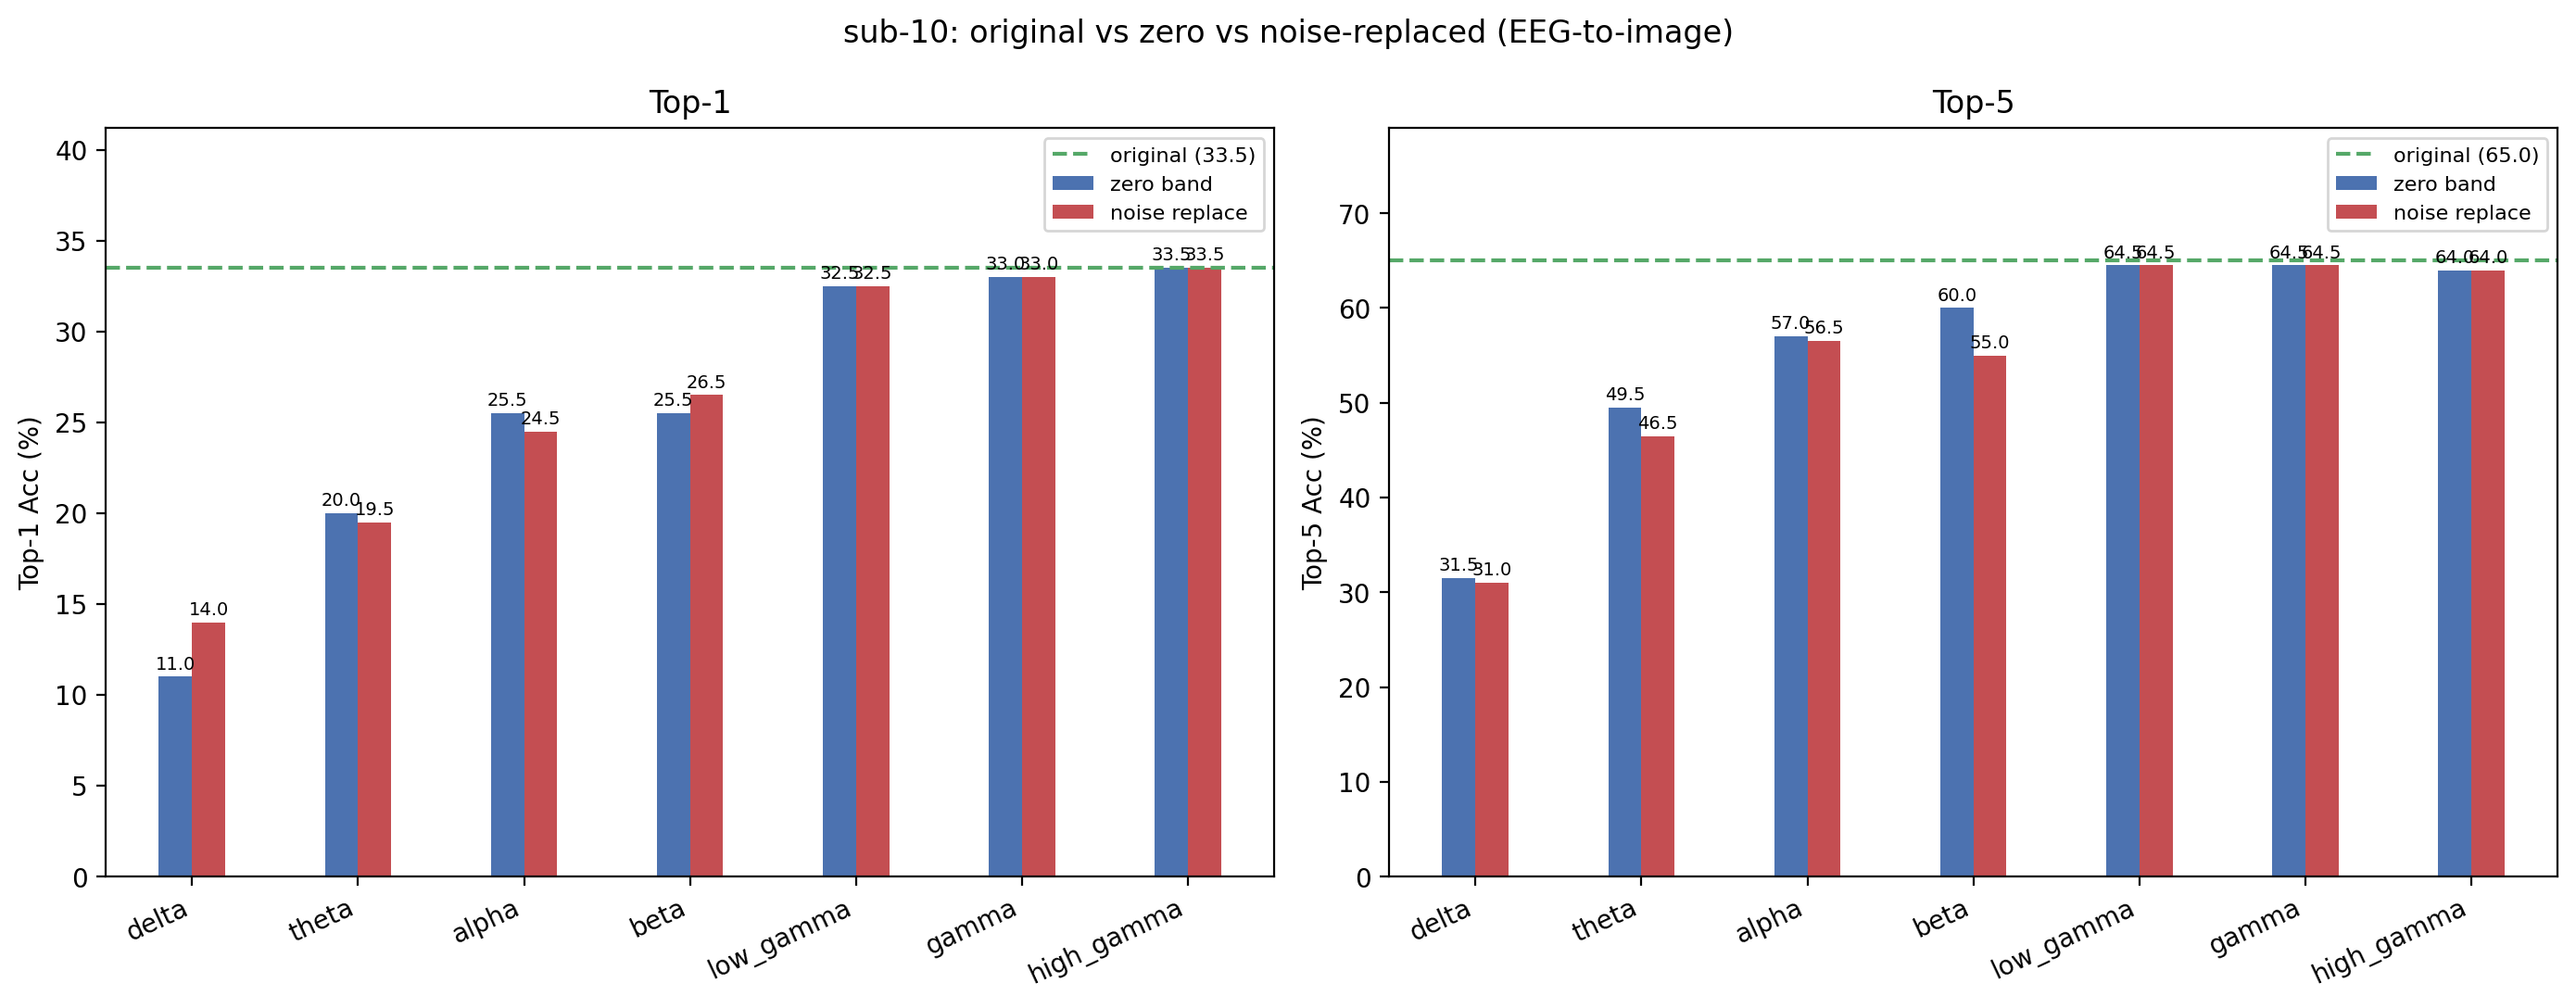 sub-10: original vs zero vs noise-replaced (EEG-to-image)
Top-1
Top-1 Acc (%)
40
35
30
25
20
15
10
5
0
original (33.5)
zero band
noise replace
11.0
14.0
20.0
19.5
25.5
24.5
25.5
26.5
32.5
32.5
33.0
33.0
33.5
33.5
delta
theta
alpha
beta
low_gamma
gamma
high_gamma
Top-5
Top-5 Acc (%)
70
60
50
40
30
20
10
0
original (65.0)
zero band
noise replace
31.5
31.0
49.5
46.5
57.0
56.5
60.0
55.0
64.5
64.5
64.5
64.5
64.0
64.0
delta
theta
alpha
beta
low_gamma
gamma
high_gamma